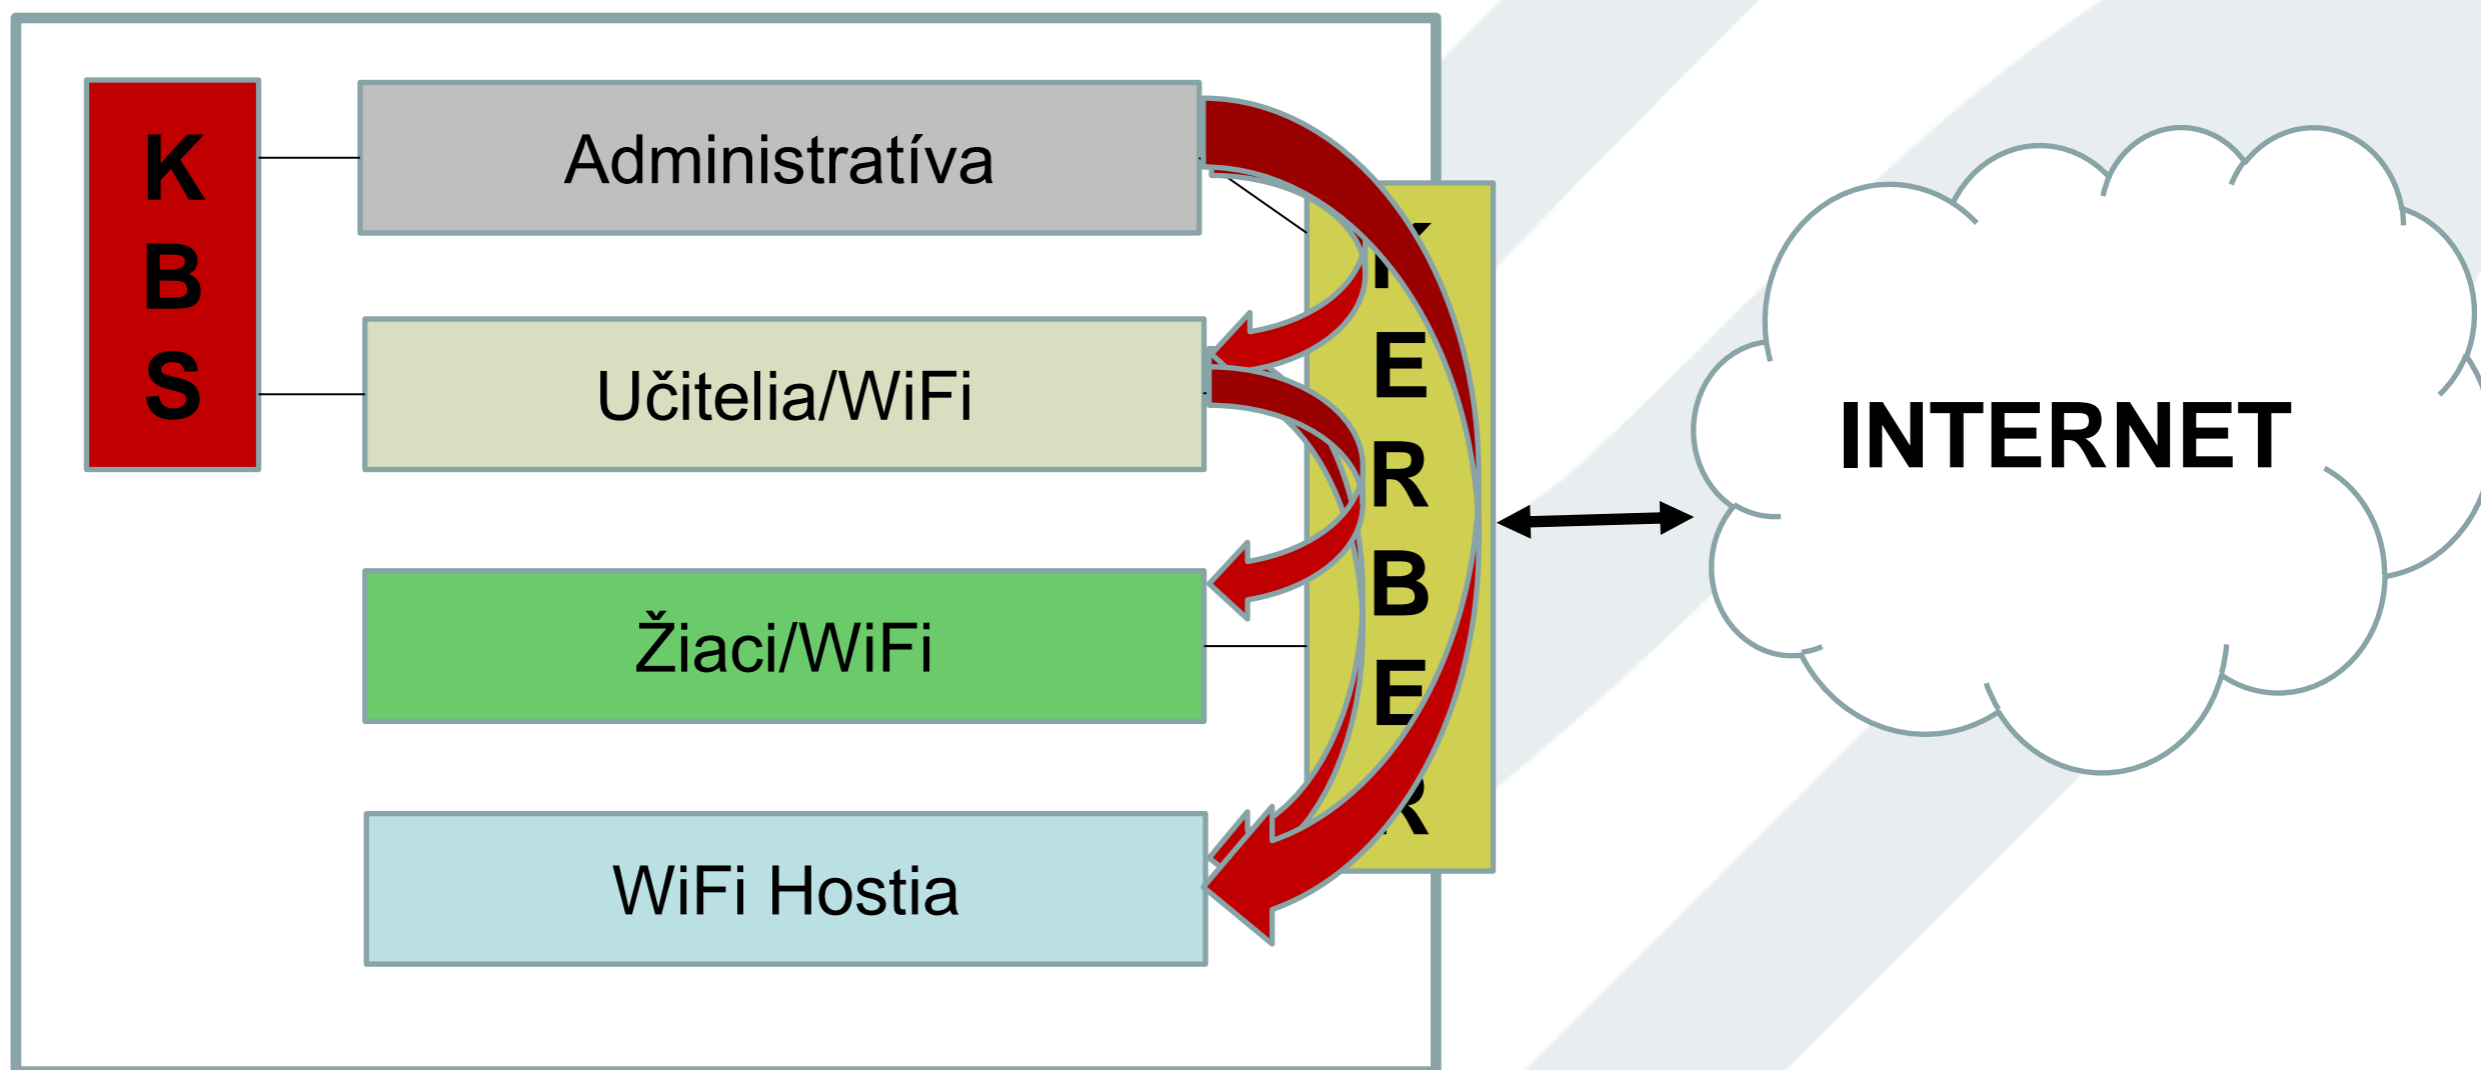 K
B
S
Administratíva
Učitelia/WiFi
Žiaci/WiFi
WiFi Hostia
K
E
R
B
E
R
INTERNET